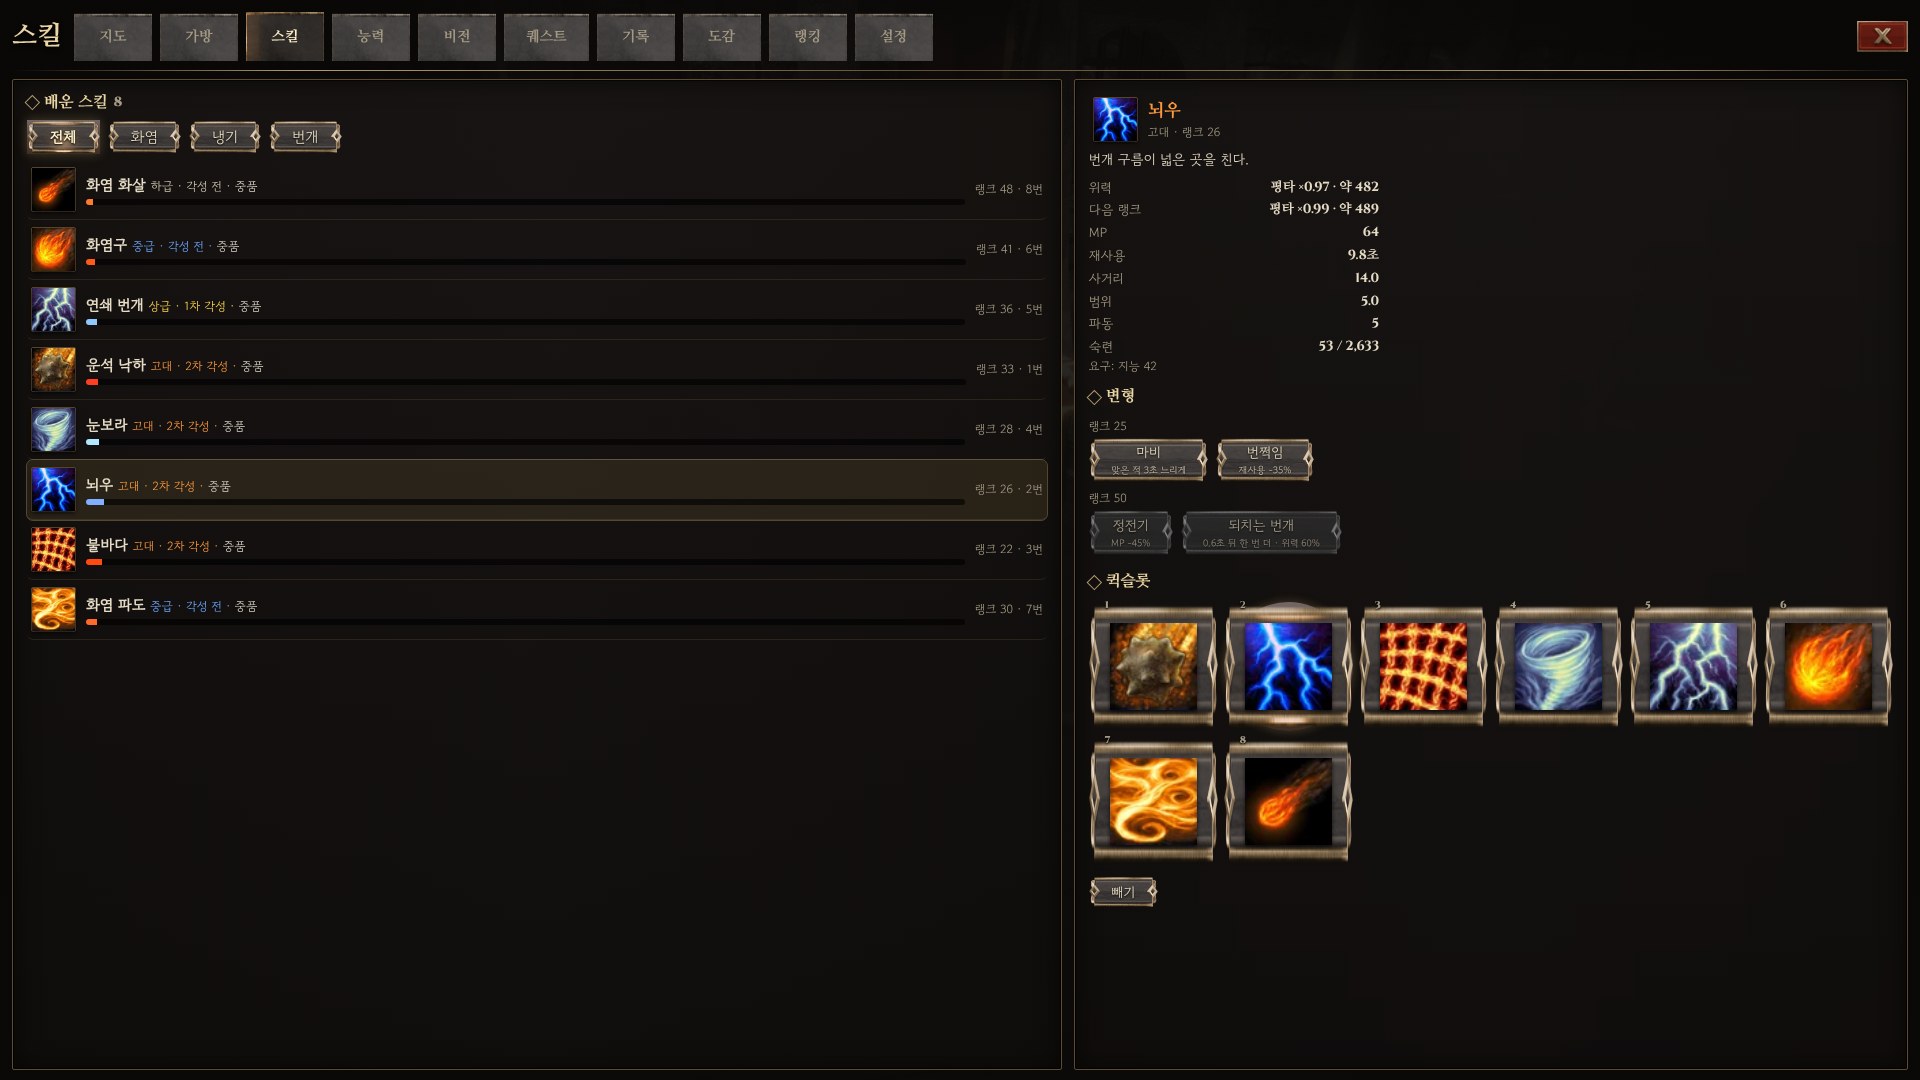 스킬 지도 가방 스킬 능력 비전 퀘스트 기록 도감 랭킹 설정 X
배운 스킬 8
전체 화염 냉기 번개
화염 화살 하급 · 각성 전 · 중품 랭크 48 · 8번
화염구 중급 · 각성 전 · 중품 랭크 41 · 6번
연쇄 번개 상급 · 1차 각성 · 중품 랭크 36 · 5번
운석 낙하 고대 · 2차 각성 · 중품 랭크 33 · 1번
눈보라 고대 · 2차 각성 · 중품 랭크 28 · 4번
뇌우 고대 · 2차 각성 · 중품 랭크 26 · 2번
불바다 고대 · 2차 각성 · 중품 랭크 22 · 3번
화염 파도 중급 · 각성 전 · 중품 랭크 30 · 7번
뇌우
고대 · 랭크 26
번개 구름이 넓은 곳을 친다.
위력 평타 ×0.97 · 약 482
다음 랭크 평타 ×0.99 · 약 489
MP 64
재사용 9.8초
사거리 14.0
범위 5.0
파동 5
숙련 53 / 2,633
요구: 지능 42
변형
랭크 25
마비 번쩍임
맞은 적 3초 느리게 재사용 -35%
랭크 50
정전기 되치는 번개
MP -45% 0.6초 뒤 한 번 더 · 위력 60%
퀵슬롯
1 2 3 4 5 6
7 8
빼기